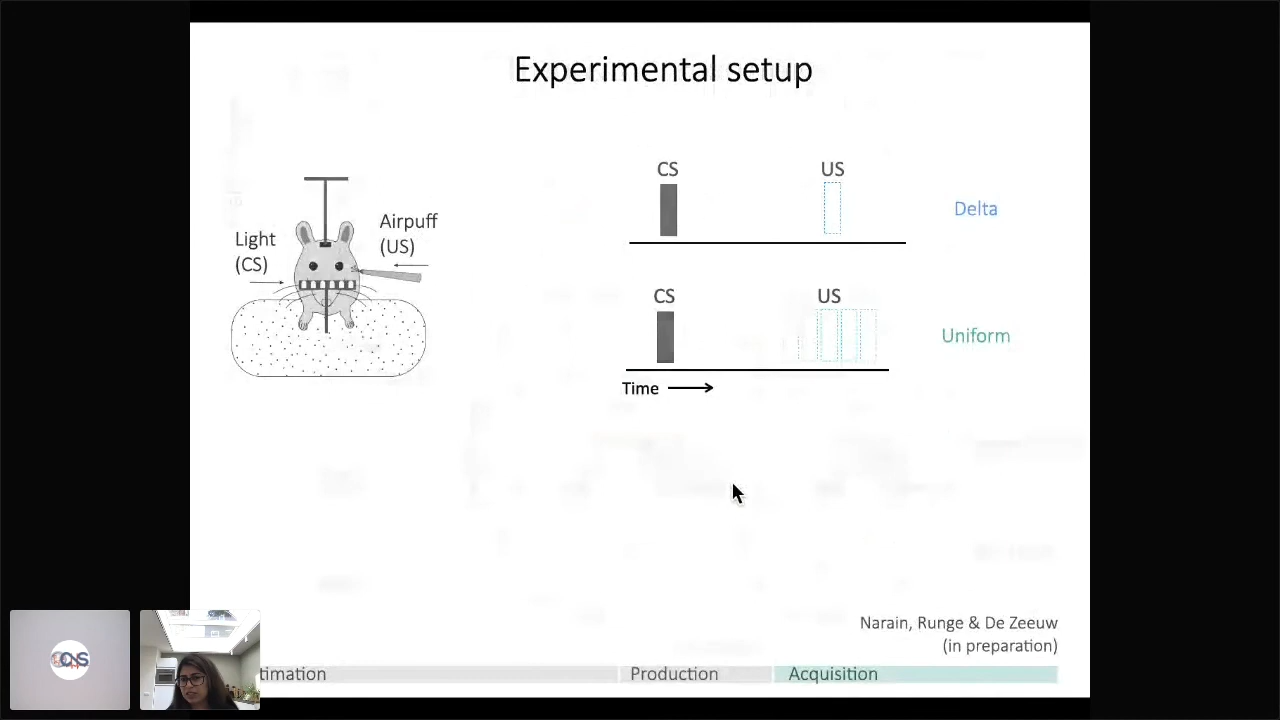 Experimental setup
Light
(CS)
Airpuff
(US)
CS
US
Delta
CS
US
Uniform
Time
Narain, Runge & De Zeeuw
(in preparation)
timation
Production
Acquisition